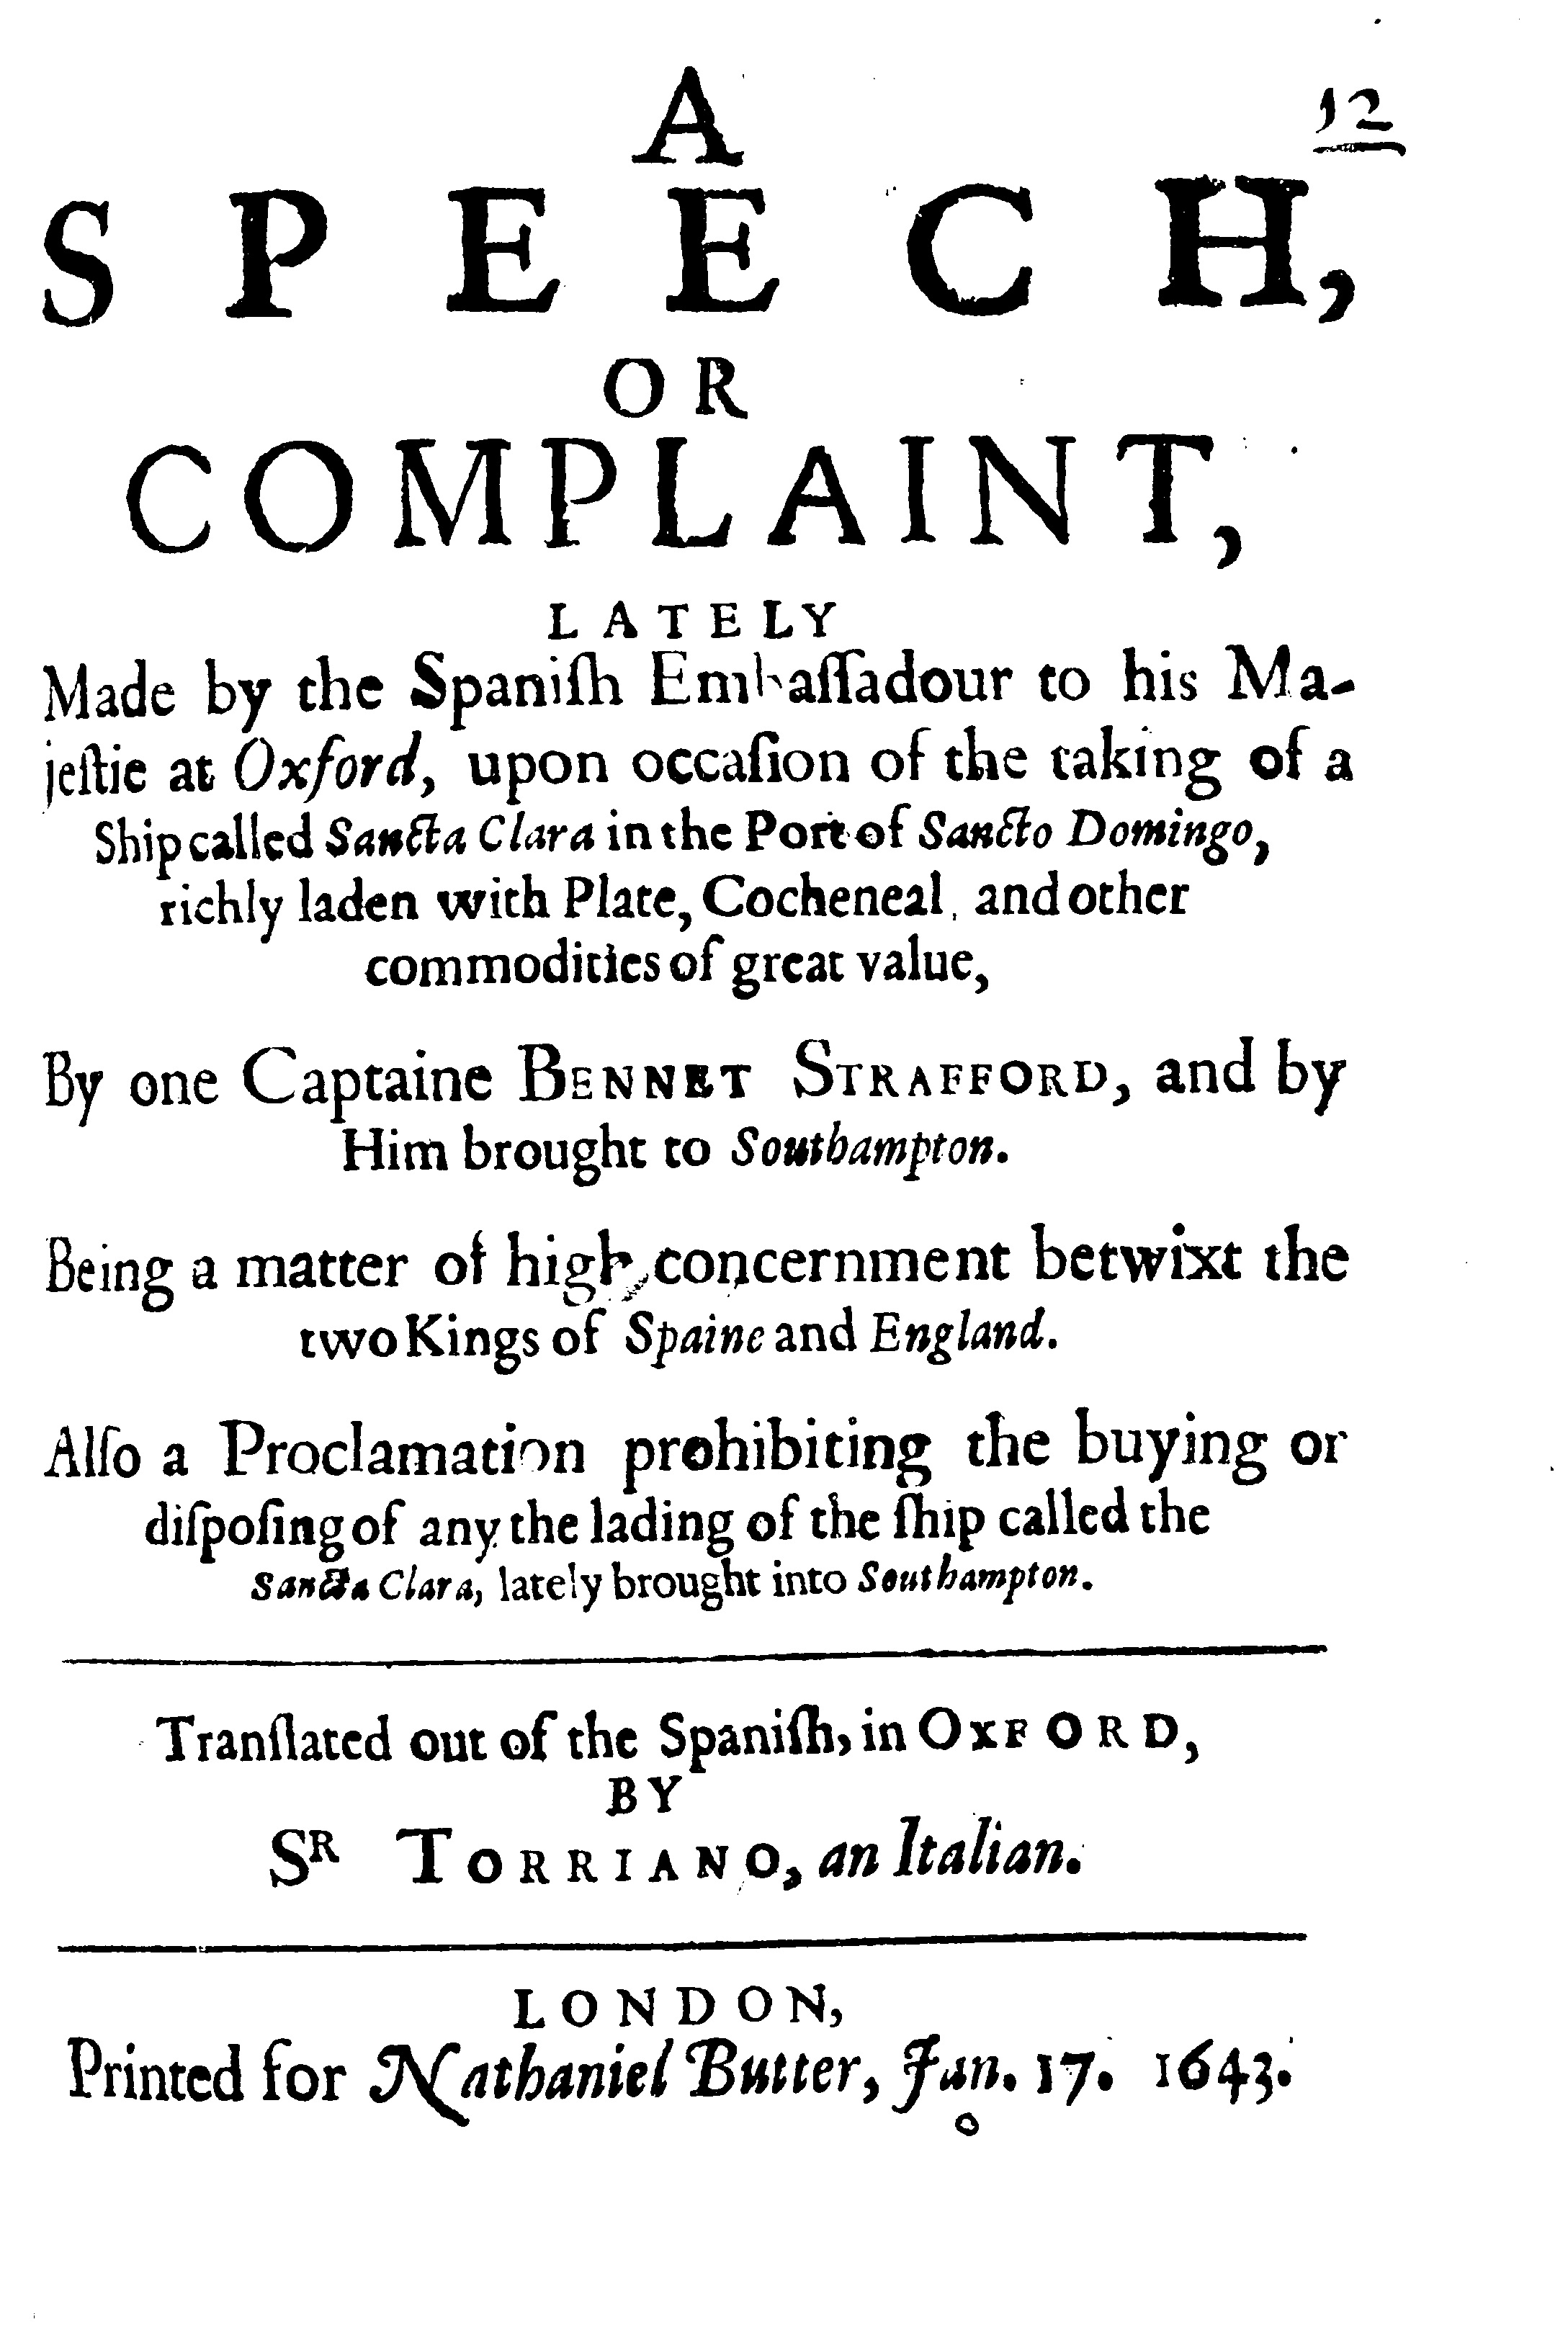 12
A
SPEECH,
OR
COMPLAINT,
LATELY
Made by the Spaniſh Embaſſadour to his Ma-
jeſtie at Oxford, upon occaſion of the taking of a
Ship called Sancta Clara in the Port of Sancto Domingo,
richly laden with Plate, Cocheneal, and other
commodities of great value,
By one Captaine BENNET STRAFFORD, and by
Him brought to Southampton.
Being a matter of high concernment betwixt the
two Kings of Spaine and England.
Alſo a Proclamation prohibiting the buying or
diſpoſing of any the lading of the ſhip called the
Sancta Clara, lately brought into Southampton.
Tranſlated out of the Spaniſh, in OXFORD,
BY
SR TORRIANO, an Italian.
LONDON,
Printed for Nathaniel Butter, Jan. 17. 1643.